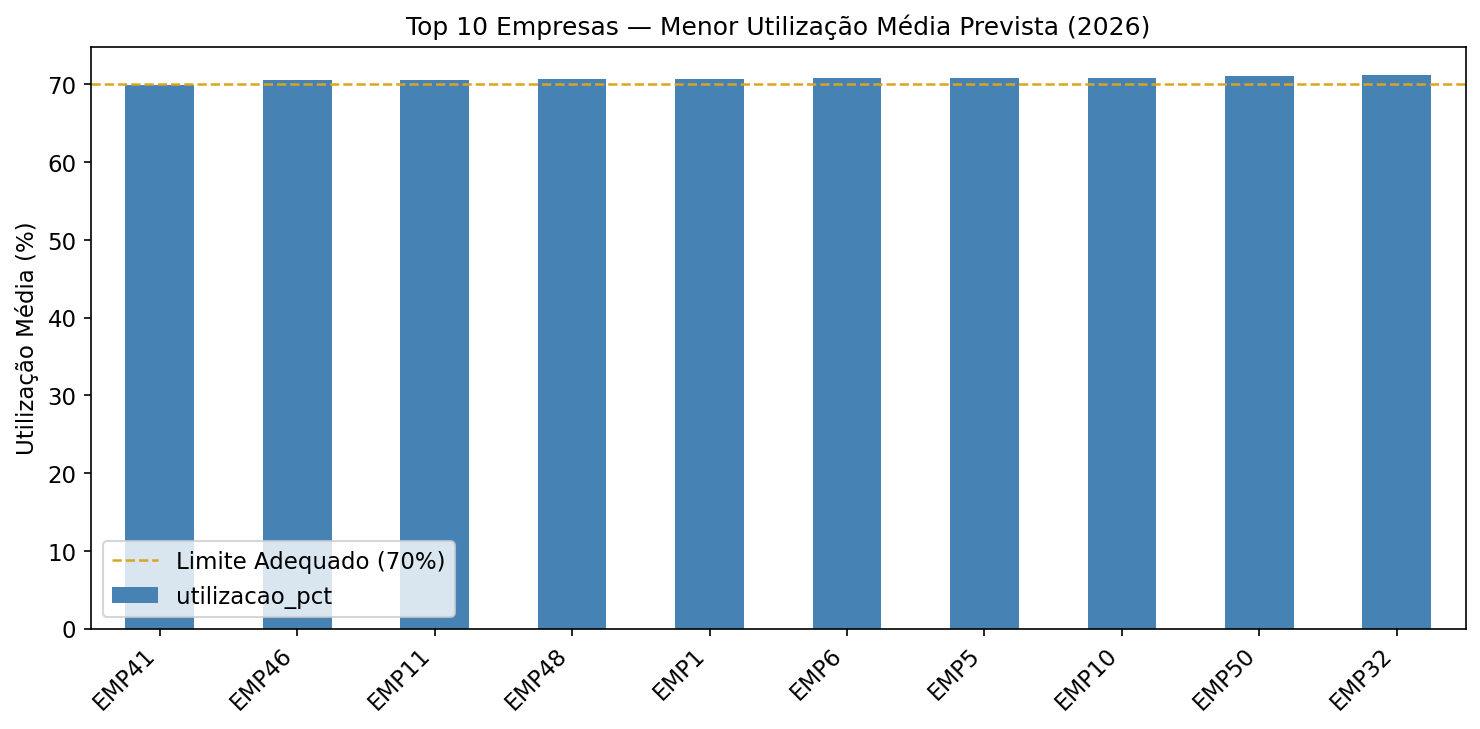 Top 10 Empresas — Menor Utilização Média Prevista (2026)
Utilização Média (%)
70
60
50
40
30
20
10
0
Limite Adequado (70%)
utilizacao_pct
EMP41
EMP46
EMP11
EMP48
EMP1
EMP6
EMP5
EMP10
EMP50
EMP32